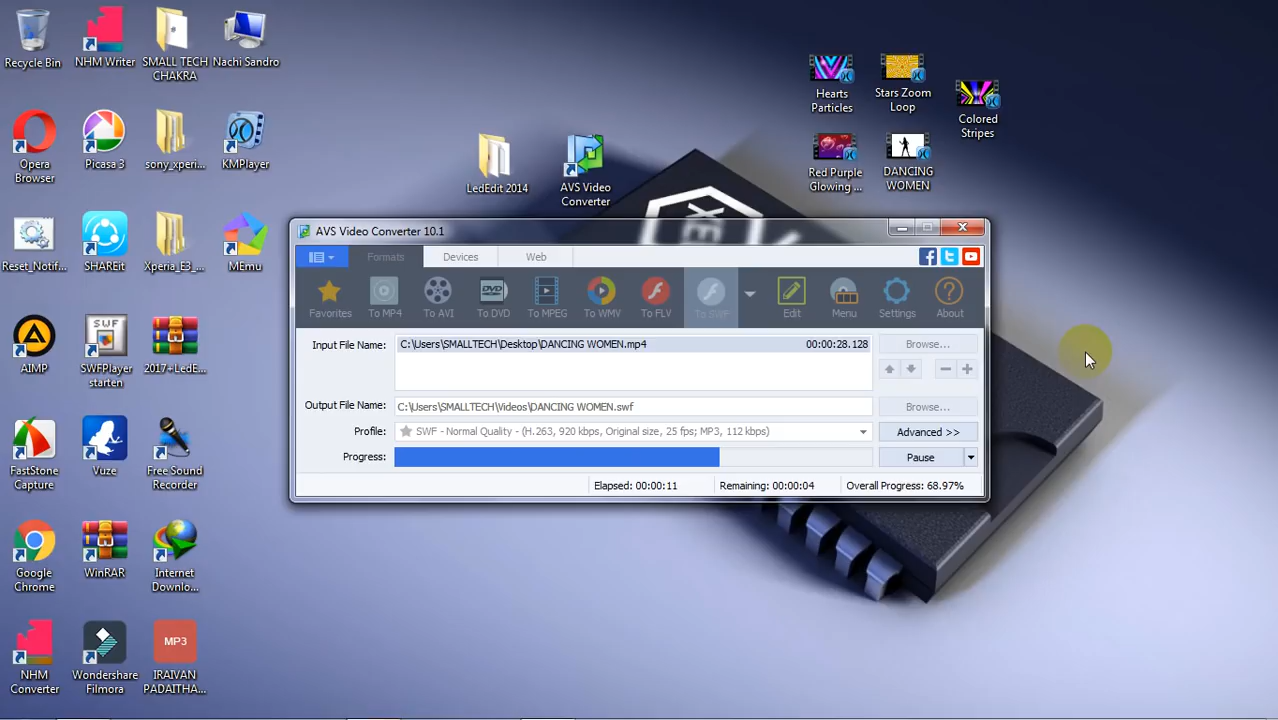 Recycle Bin
NHM Writer
SMALL TECH
CHAKRA
Nachi Sandro
Opera
Browser
Picasa 3
sony_xperi...
KMPlayer
Reset_Notif...
SHAREit
Xperia_E3_...
MEmu
AIMP
SWF
SWFPlayer
starten
2017+LedE...
FastStone
Capture
Vuze
Free Sound
Recorder
Google
Chrome
WinRAR
Internet
Downlo...
NHM
Converter
Wondershare
Filmora
MP3
IRAIVAN
PADAITHA...
LedEdit 2014
AVS Video
Converter
Hearts
Particles
Stars Zoom
Loop
Colored
Stripes
Red Purple
Glowing ...
DANCING
WOMEN
AVS Video Converter 10.1
Formats
Devices
Web
Favorites
To MP4
To AVI
DVD
To DVD
To MPEG
To WMV
To FLV
To SWF
Edit
Menu
Settings
About
Input File Name:
C:\Users\SMALLTECH\Desktop\DANCING WOMEN.mp4
00:00:28.128
Browse...
Output File Name:
C:\Users\SMALLTECH\Videos\DANCING WOMEN.swf
Browse...
Profile:
SWF - Normal Quality - (H.263, 920 kbps, Original size, 25 fps; MP3, 112 kbps)
Advanced >>
Progress:
Pause
Elapsed: 00:00:11
Remaining: 00:00:04
Overall Progress: 68.97%